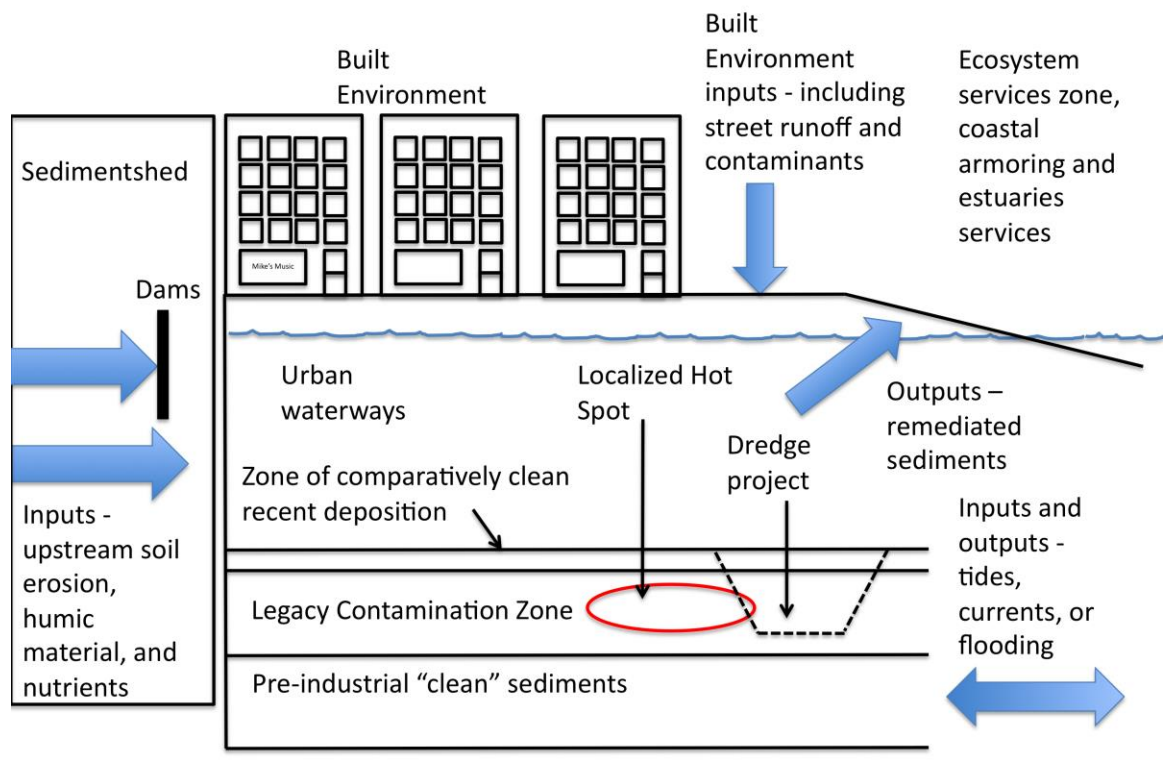 Built
Environment
Built
Environment
inputs - including
street runoff and
contaminants
Ecosystem
services zone,
coastal
armoring and
estuaries
services
Sedimentshed
Mike's Music
Dams
Urban
waterways
Localized Hot
Spot
Outputs –
remediated
sediments
Dredge
project
Zone of comparatively clean
recent deposition
Inputs -
upstream soil
erosion,
humic
material, and
nutrients
Inputs and
outputs -
tides,
currents, or
flooding
Legacy Contamination Zone
Pre-industrial “clean” sediments